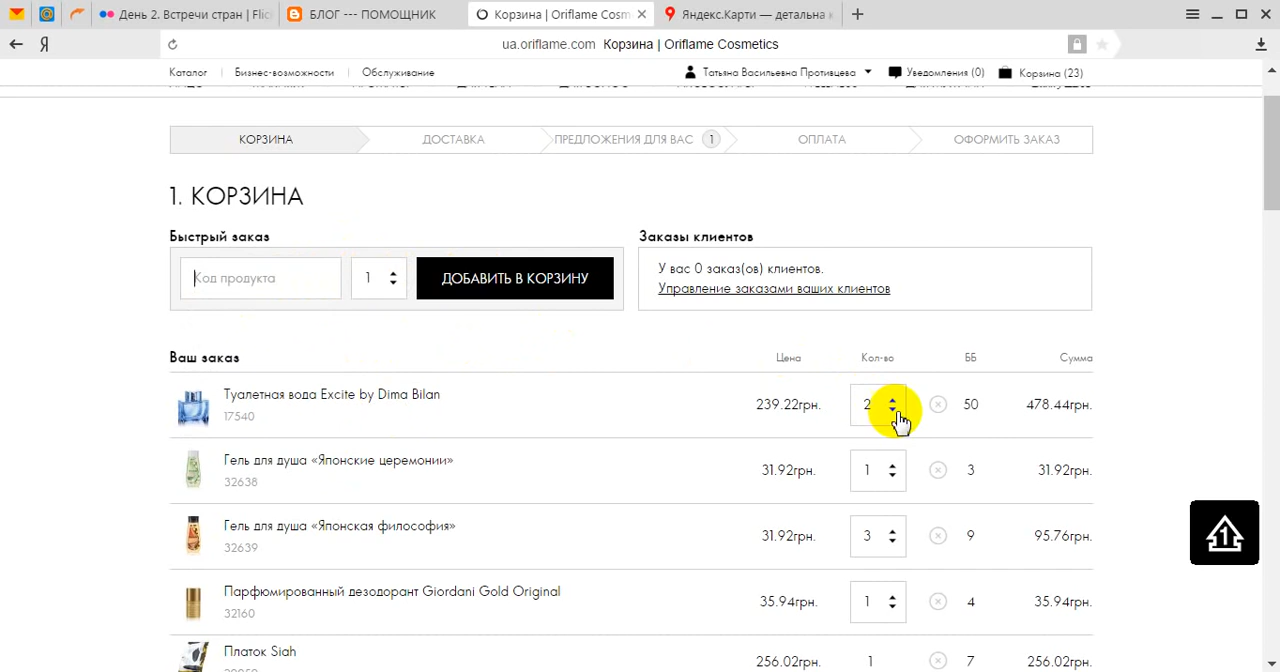 День 2. Встречи стран | Flic
БЛОГ --- ПОМОЩНИК
Корзина | Oriflame Cosm
Яндекс.Карти — детальна к
Я
ua.oriflame.com Корзина | Oriflame Cosmetics
Каталог
Бизнес-возможности
Обслуживание
Татьяна Васильевна Противцева
Уведомления (0)
Корзина (23)
КОРЗИНА
ДОСТАВКА
ПРЕДЛОЖЕНИЯ ДЛЯ ВАС 1
ОПЛАТА
ОФОРМИТЬ ЗАКАЗ
1. КОРЗИНА
Быстрый заказ
Код продукта
1
ДОБАВИТЬ В КОРЗИНУ
Заказы клиентов
У вас 0 заказ(ов) клиентов.
Управление заказами ваших клиентов
Ваш заказ Цена Кол-во ББ Сумма
Туалетная вода Excite by Dima Bilan
17540
239.22грн. 2 50 478.44грн.
Гель для душа «Японские церемонии»
32638
31.92грн. 1 3 31.92грн.
Гель для душа «Японская философия»
32639
31.92грн. 3 9 95.76грн.
Парфюмированный дезодорант Giordani Gold Original
32160
35.94грн. 1 4 35.94грн.
Платок Siah
256.02грн. 1 7 256.02грн.
1